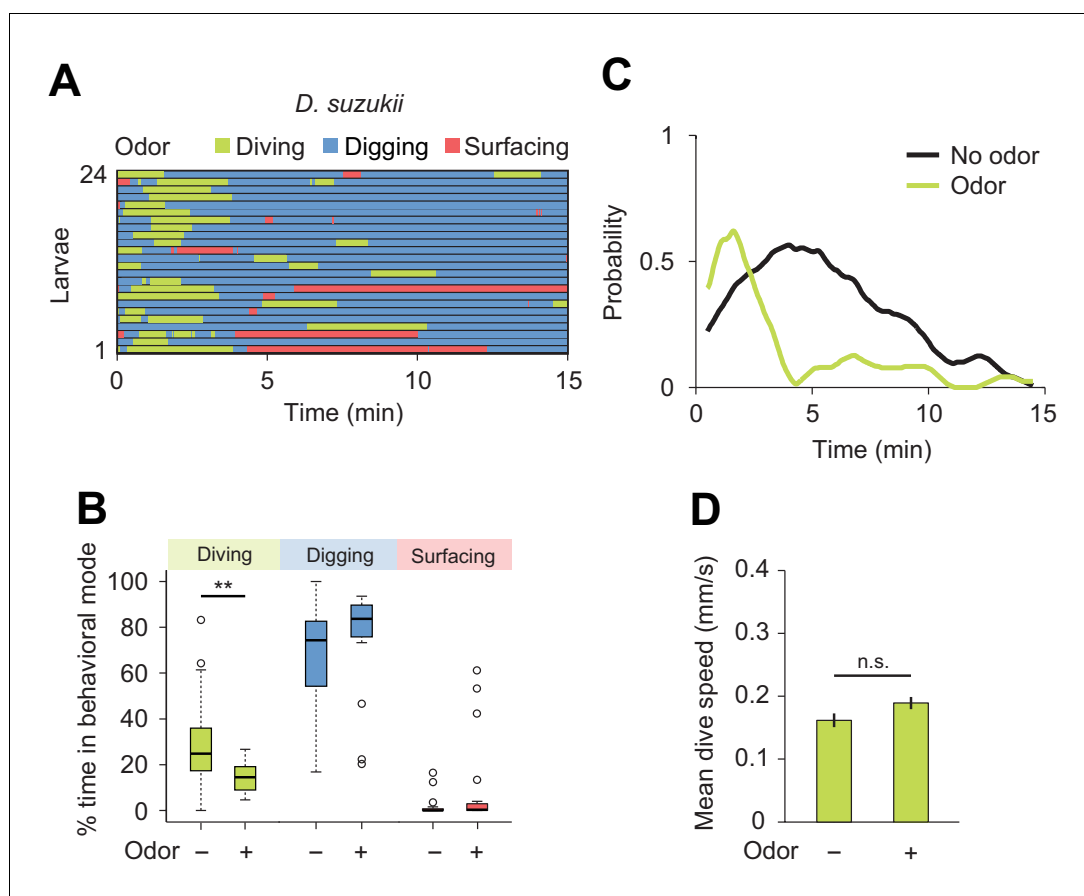 A
D. suzukii
Odor Diving Digging Surfacing
24
Larvae
1
0 5 10 15
Time (min)
C
1
No odor
Odor
Probability
0.5
0
0 5 10 15
Time (min)
B
Diving Digging Surfacing
% time in behavioral mode
100
**
80
60
40
20
0
Odor – + – + – +
D
Mean dive speed (mm/s)
0.4
0.3
n.s.
0.2
0.1
0
Odor – +